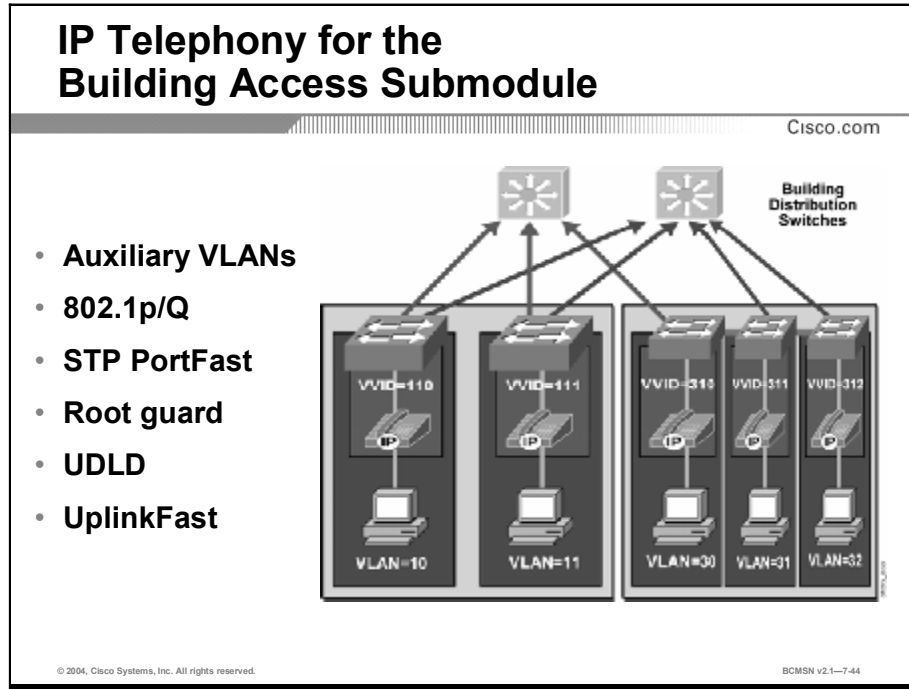 IP Telephony for the
Building Access Submodule
Cisco.com
• Auxiliary VLANs
• 802.1p/Q
• STP PortFast
• Root guard
• UDLD
• UplinkFast
Building
Distribution
Switches
VVID=110
VVID=111
VVID=310
VVID=311
VVID=312
IP
IP
IP
IP
IP
VLAN=10
VLAN=11
VLAN=30
VLAN=31
VLAN=32
© 2004, Cisco Systems, Inc. All rights reserved.
BCMSN v2.1—7-44